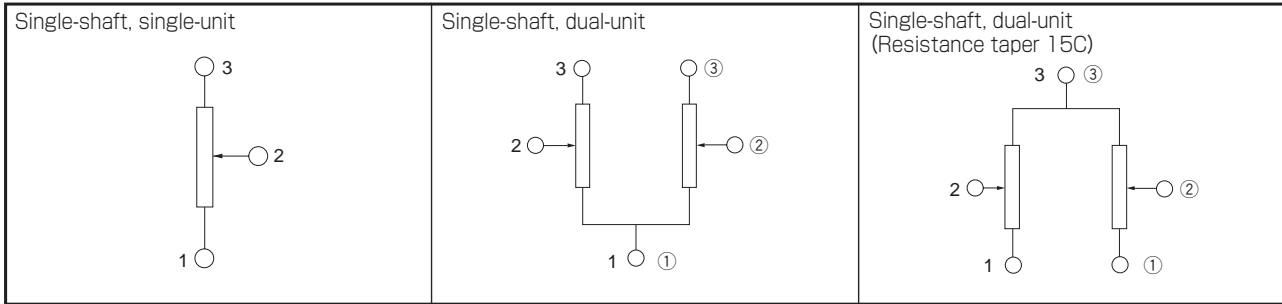 Single-shaft, single-unit
3
2
1
Single-shaft, dual-unit
3 ③
2 ②
1 ①
Single-shaft, dual-unit
(Resistance taper 15C)
3 ③
2 ②
1 ①